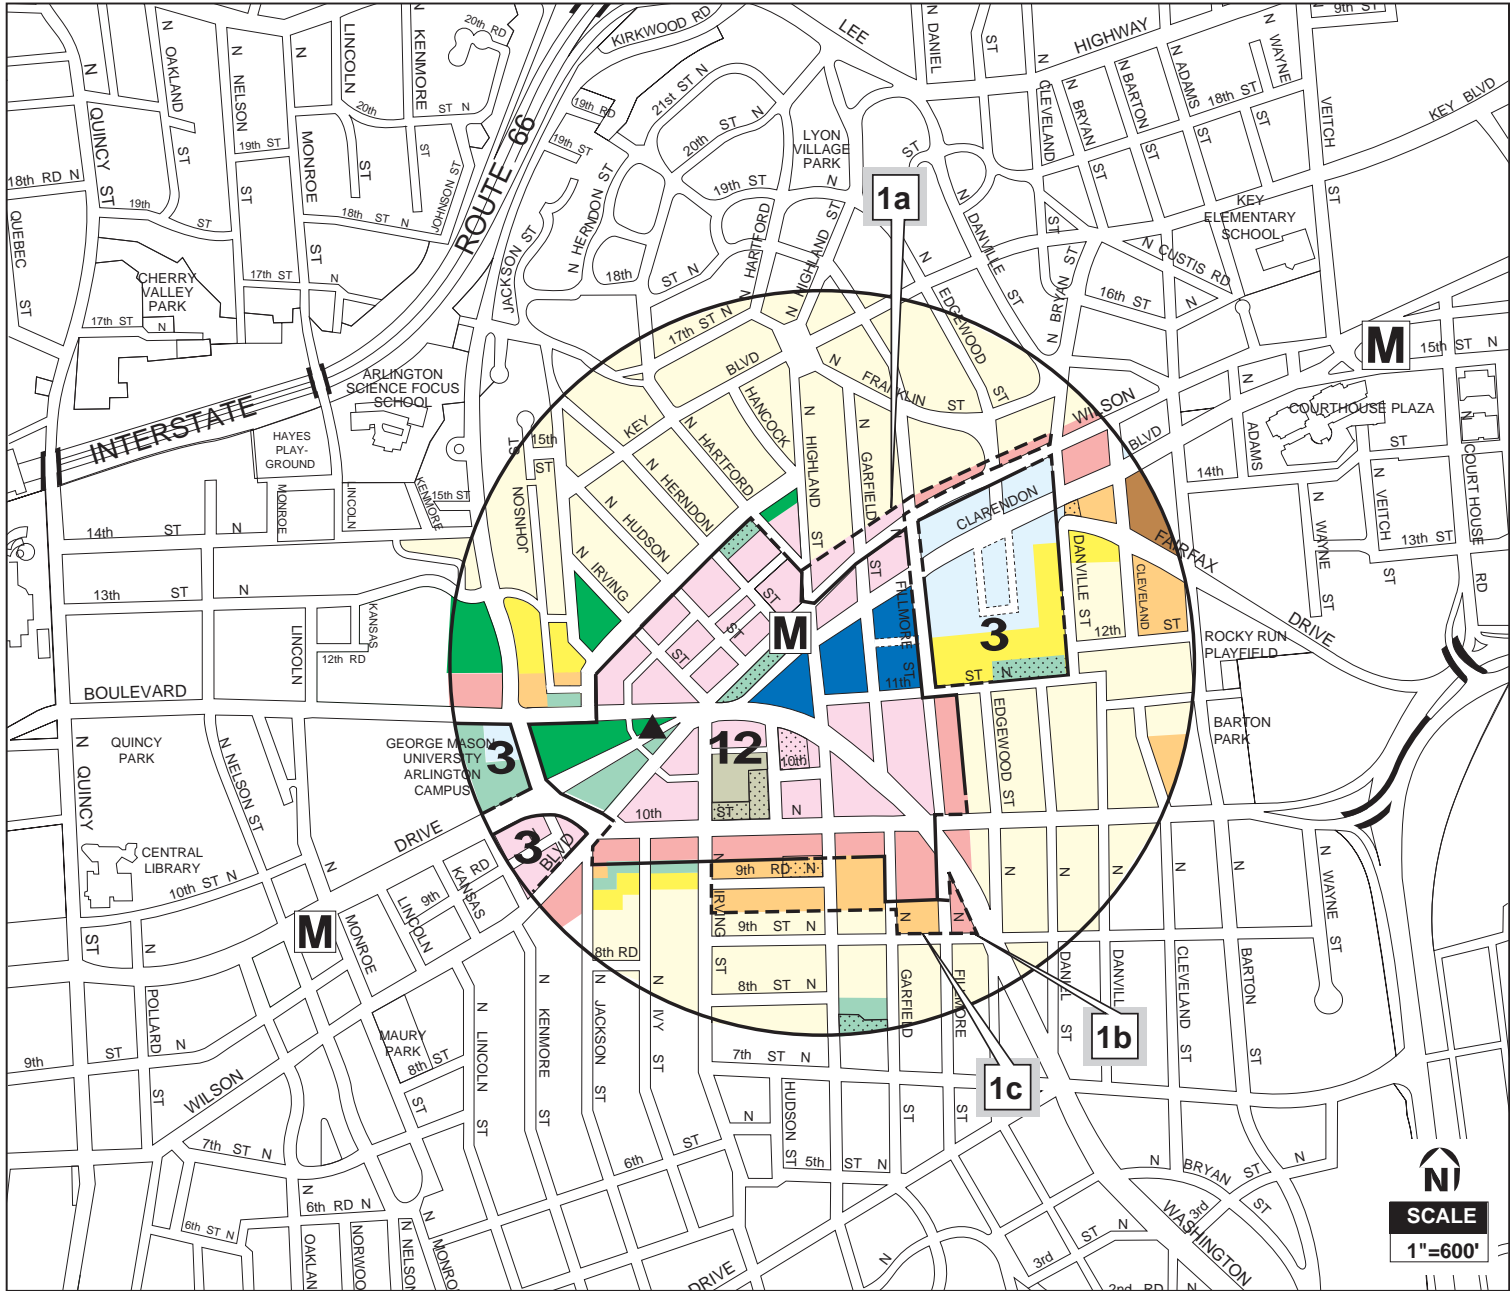 20th RD
KIRKWOOD RD
LEE
HIGHWAY
9th ST
N OAKLAND ST
N NELSON ST
N LINCOLN ST
N KENMORE ST
N DANIEL ST
N WAYNE
N ADAMS ST
N BARTON ST
N BRYAN ST
N CLEVELAND
18th ST
N VEITCH ST
KEY BLVD
N QUINCY ST
20th ST N
21st ST N
19th RD
19th ST
20th ST N
LYON
VILLAGE
PARK
N MONROE ST
19th ST
18th RD N
19th ST
18th ST N
JOHNSON ST
ROUTE 66
19th ST N
1a
KEY
ELEMENTARY
SCHOOL
QUEBEC ST
N HERNDON ST
JACKSON ST
18th ST N
N HARTFORD
N HIGHLAND ST
N DANVILLE ST
N EDGEWOOD ST
N BRYAN ST
N CUSTIS RD
16th ST N
CHERRY
VALLEY
PARK
17th ST N
17th ST N
17th ST N
M
15th ST N
ARLINGTON
SCIENCE FOCUS
SCHOOL
INTERSTATE
HAYES
PLAY-
GROUND
KEY BLVD
N FRANKLIN ST
WILSON BLVD
COURTHOUSE PLAZA
N HANCOCK
N HARTFORD
N HERNDON
N HUDSON
N IRVING
N HIGHLAND ST
N GARFIELD ST
15th ST
JOHNSON ST
15th ST
KENMORE
LINCOLN
MONROE
14th ST N
CLARENDON
14th
N ADAMS
N VEITCH ST
N WAYNE ST
N COURT HOUSE RD
13th ST
FAIRFAX DRIVE
DANVILLE ST
CLEVELAND
13th ST N
KANSAS
LINCOLN
12th RD
ST
ST
ST
M
N FILLMORE ST
3
12th ST
ROCKY RUN
PLAYFIELD
11th ST N
BOULEVARD
QUINCY
PARK
N QUINCY ST
N NELSON ST
GEORGE MASON
UNIVERSITY
ARLINGTON
CAMPUS
3
12
10th
10th ST N
EDGEWOOD ST
BARTON
PARK
CENTRAL
LIBRARY
10th ST N
DRIVE
3
BLVD
9th RD
KANSAS
LINCOLN
MONROE
N
M
9th RD N
N IRVING ST
9th ST N
8th RD
8th ST N
N GARFIELD ST
N FILLMORE ST
N DANIEL ST
N DANVILL
N CLEVELAND ST
N BARTON ST
N WAYNE ST
1b
1c
N POLLARD ST
MAURY
PARK
8th ST
9th ST N
WILSON
N LINCOLN ST
N KENMORE ST
N JACKSON ST
N IVY ST
7th ST N
N HUDSON ST
7th ST N
6th ST
5th ST N
6th RD N
6th ST N
OAKLAN
NORWOO
N NELSON
N MONRO
DRIVE
N
3rd ST N
3rd
WASHINGTON
2nd RD N
N BRYAN ST N
ST
N
SCALE
1"=600'